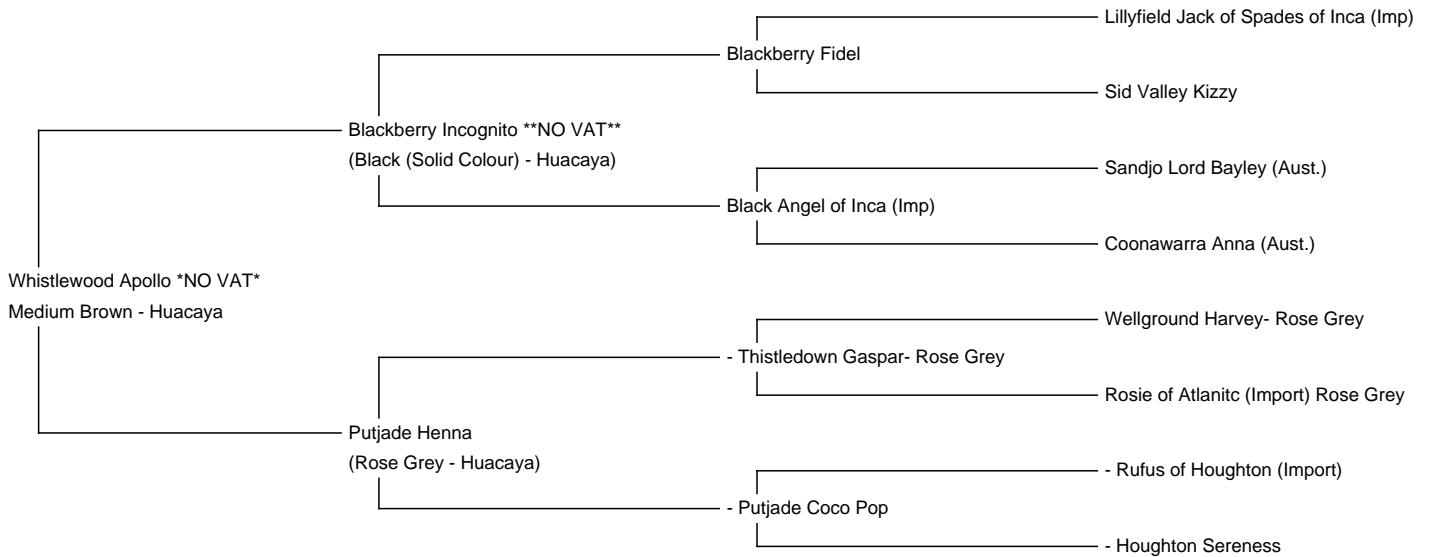 Lillyfield Jack of Spades of Inca (Imp)
Blackberry Fidel
Sid Valley Kizzy
Blackberry Incognito **NO VAT**
(Black (Solid Colour) - Huacaya)
Sandjo Lord Bayley (Aust.)
Black Angel of Inca (Imp)
Coonawarra Anna (Aust.)
Whistlewood Apollo *NO VAT*
Medium Brown - Huacaya
Wellground Harvey- Rose Grey
- Thistledown Gaspar- Rose Grey
Rosie of Atlanitc (Import) Rose Grey
Putjade Henna
(Rose Grey - Huacaya)
- Rufus of Houghton (Import)
- Putjade Coco Pop
- Houghton Sereness